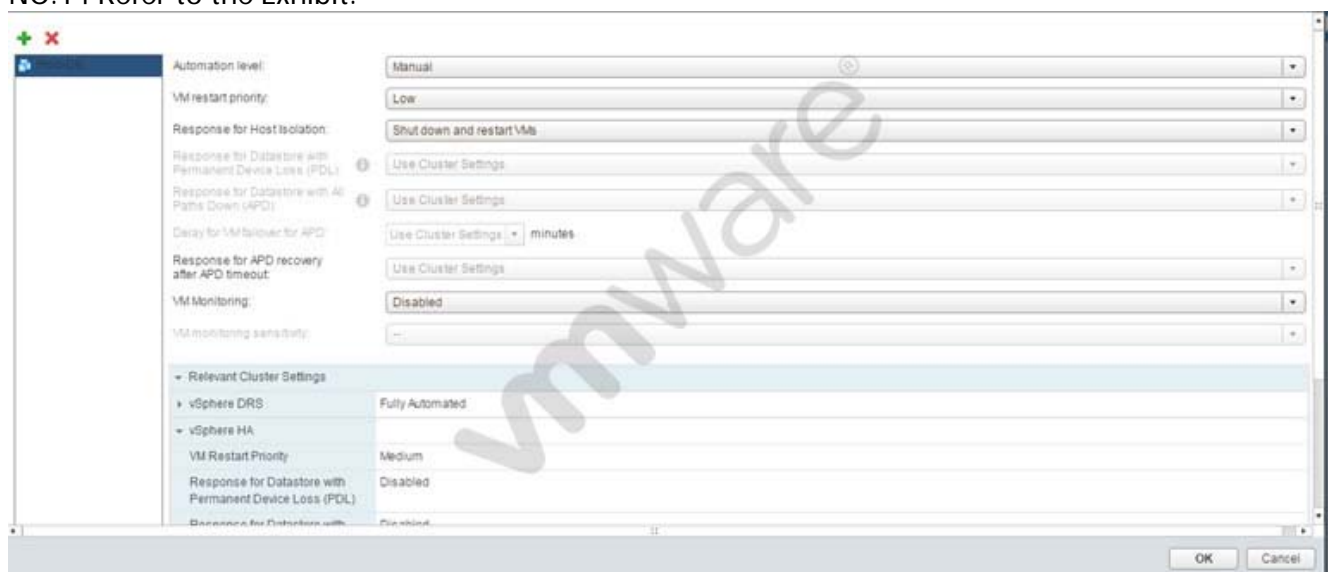 NO.11 Refer to the Exhibit.
Automation level: Manual
VM restart priority: Low
Response for Host Isolation: Shut down and restart VMs
Response for Datastore with
Permanent Device Loss (PDL) Use Cluster Settings
Response for Datastore with All
Paths Down (APD) Use Cluster Settings
Delay for VM failover for APD: Use Cluster Settings minutes
Response for APD recovery
after APD timeout: Use Cluster Settings
VM Monitoring: Disabled
VM monitoring sensitivity: --
Relevant Cluster Settings
vSphere DRS Fully Automated
vSphere HA
VM Restart Priority Medium
Response for Datastore with Disabled
Permanent Device Loss (PDL)
Response for Datastore with Disabled
OK Cancel
vmware